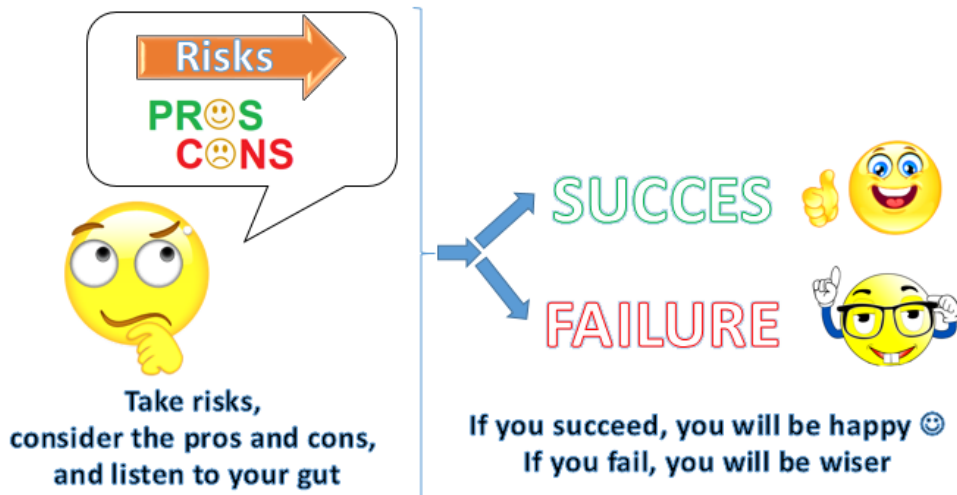 Risks
PROS
CONS
Take risks,
consider the pros and cons,
and listen to your gut
SUCCES
FAILURE
If you succeed, you will be happy ☺
If you fail, you will be wiser